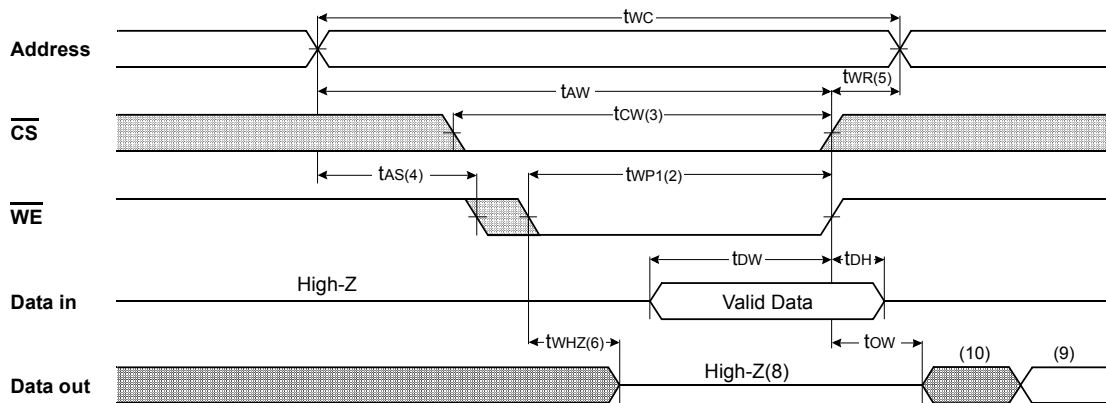 tWC
Address
tWR(5)
tAW
tCW(3)
CS
tAS(4)
tWP1(2)
WE
tDW
tDH
High-Z
Data in
Valid Data
tWHZ(6)
tOW
(10)
(9)
High-Z(8)
Data out